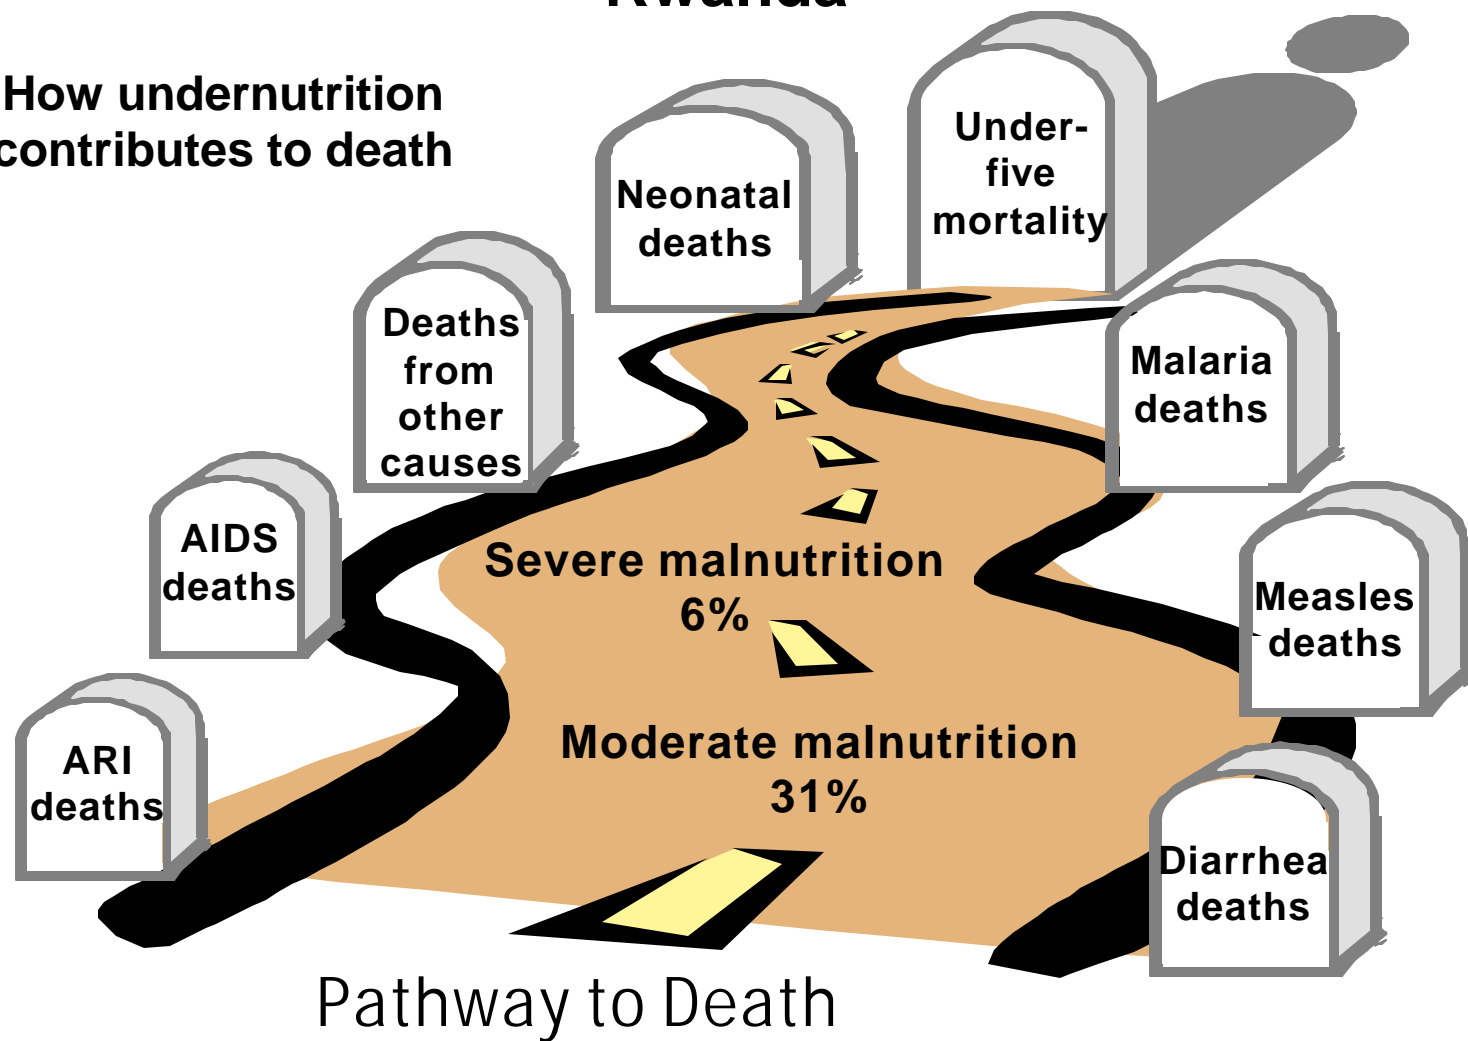 Rwanda
How undernutrition
contributes to death
Under-
five
mortality
Neonatal
deaths
Deaths
from
other
causes
Malaria
deaths
AIDS
deaths
Severe malnutrition
6%
Measles
deaths
Moderate malnutrition
31%
ARI
deaths
Diarrhea
deaths
Pathway to Death